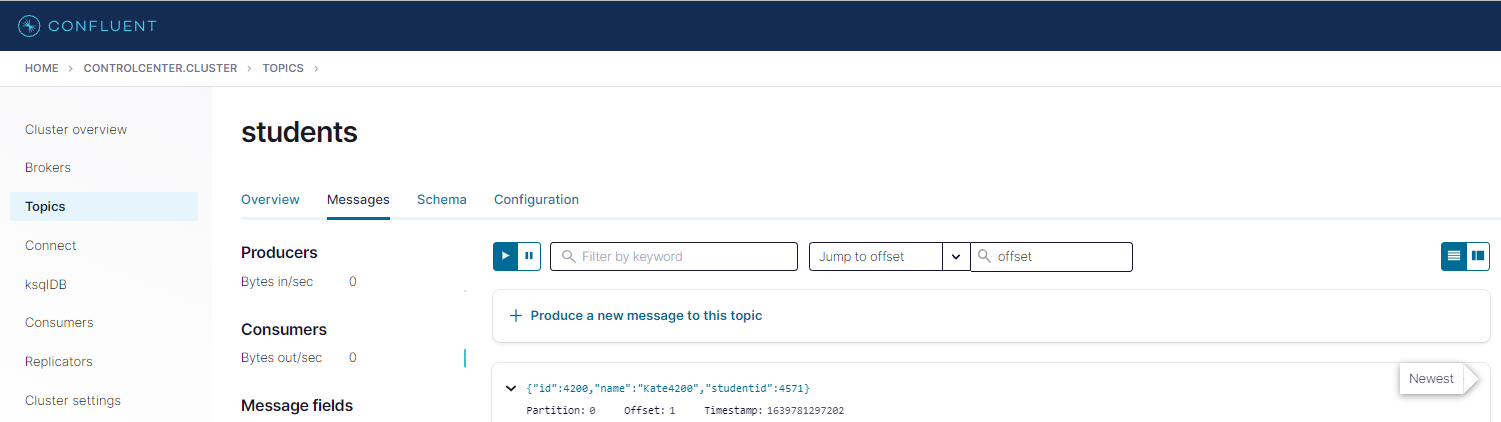 CONFLUENT
HOME > CONTROLCENTER.CLUSTER > TOPICS >
Cluster overview
Brokers
Topics
Connect
ksqlDB
Consumers
Replicators
Cluster settings
students
Overview Messages Schema Configuration
Producers
Bytes in/sec 0
Consumers
Bytes out/sec 0
Message fields
Filter by keyword
Jump to offset
offset
+ Produce a new message to this topic
{"id":4200,"name":"Kate4200","studentid":4571}
Partition: 0 Offset: 1 Timestamp: 1639781297202
Newest